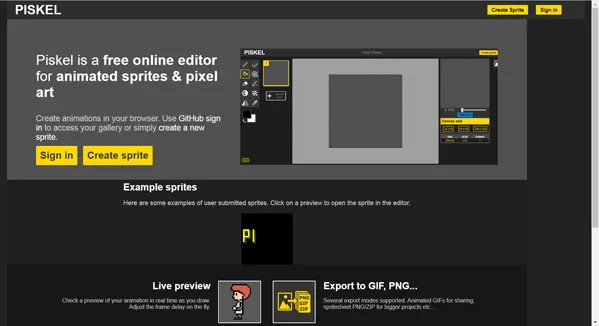 PISKEL
Create Sprite
Sign in
Piskel is a free online editor
for animated sprites & pixel
art
Create animations in your browser. Use GitHub sign
in to access your gallery or simply create a new
sprite.
Sign in
Create sprite
PISKEL
Example sprites
Here are some examples of user submitted sprites. Click on a preview to open the sprite in the editor.
PI
Live preview
Check a preview of your animation in real time as you draw.
Adjust the frame delay on the fly.
GIF
PNG
ZIP
Export to GIF, PNG...
Several export modes supported. Animated GIFs for sharing,
spritesheet PNG/ZIP for bigger projects etc...